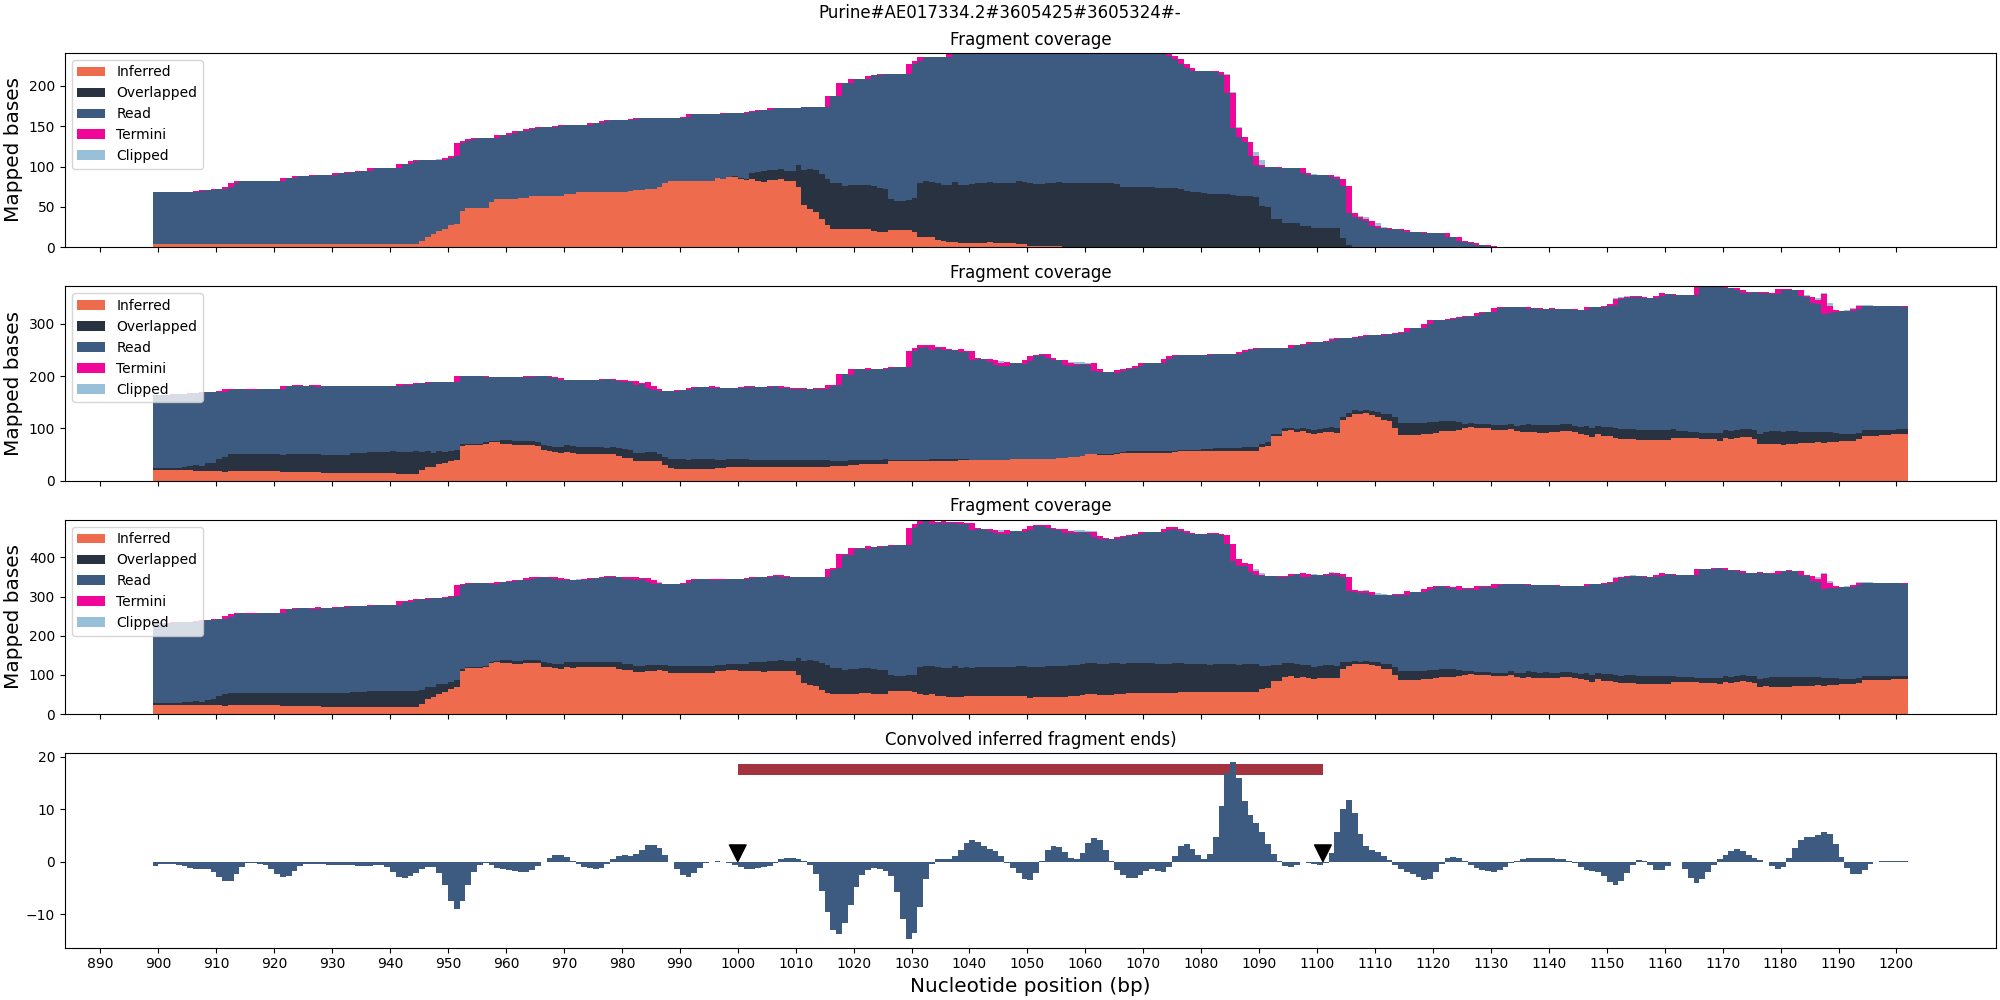 Purine#AE017334.2#3605425#3605324#-
Fragment coverage
Mapped bases
200
150
100
50
0
Inferred
Overlapped
Read
Termini
Clipped
Fragment coverage
Mapped bases
300
200
100
0
Inferred
Overlapped
Read
Termini
Clipped
Fragment coverage
Mapped bases
400
300
200
100
0
Inferred
Overlapped
Read
Termini
Clipped
Convolved inferred fragment ends)
20
10
0
−10
890 900 910 920 930 940 950 960 970 980 990 1000 1010 1020 1030 1040 1050 1060 1070 1080 1090 1100 1110 1120 1130 1140 1150 1160 1170 1180 1190 1200
Nucleotide position (bp)